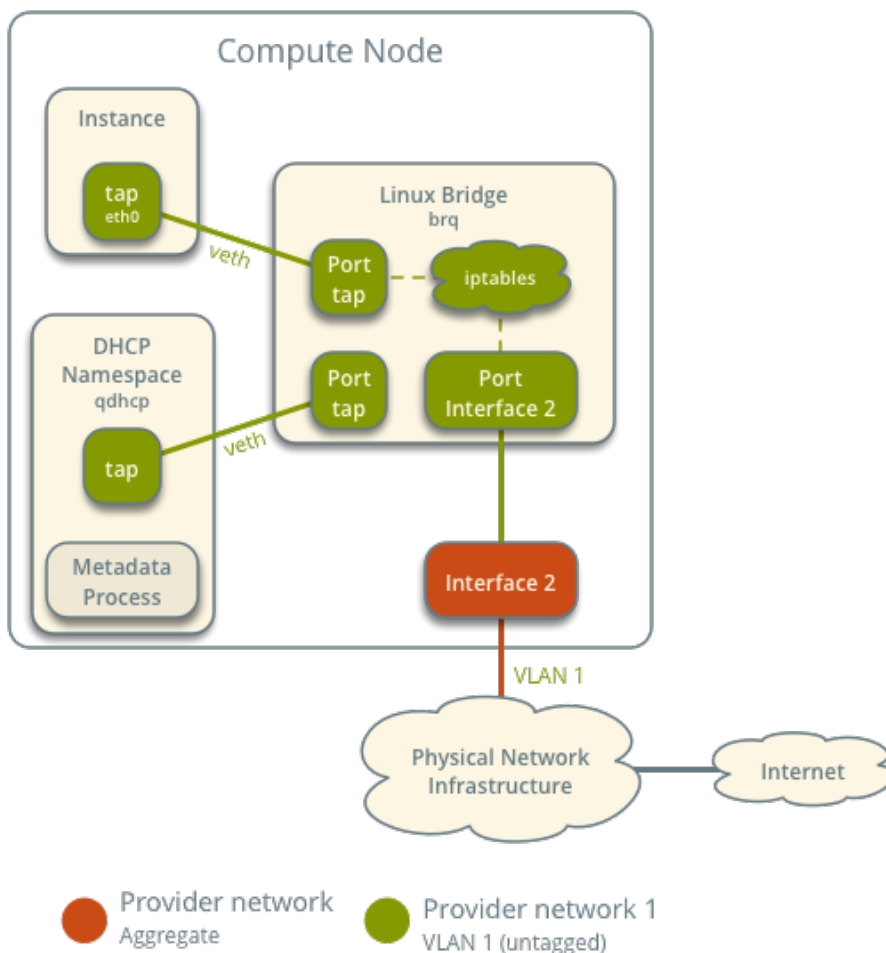 Compute Node
Instance
tap
eth0
veth
Linux Bridge
brq
Port
tap
iptables
DHCP
Namespace
qdhcp
tap
veth
Port
tap
Port
Interface 2
Metadata
Process
Interface 2
VLAN 1
Physical Network
Infrastructure
Internet
Provider network
Aggregate
Provider network 1
VLAN 1 (untagged)